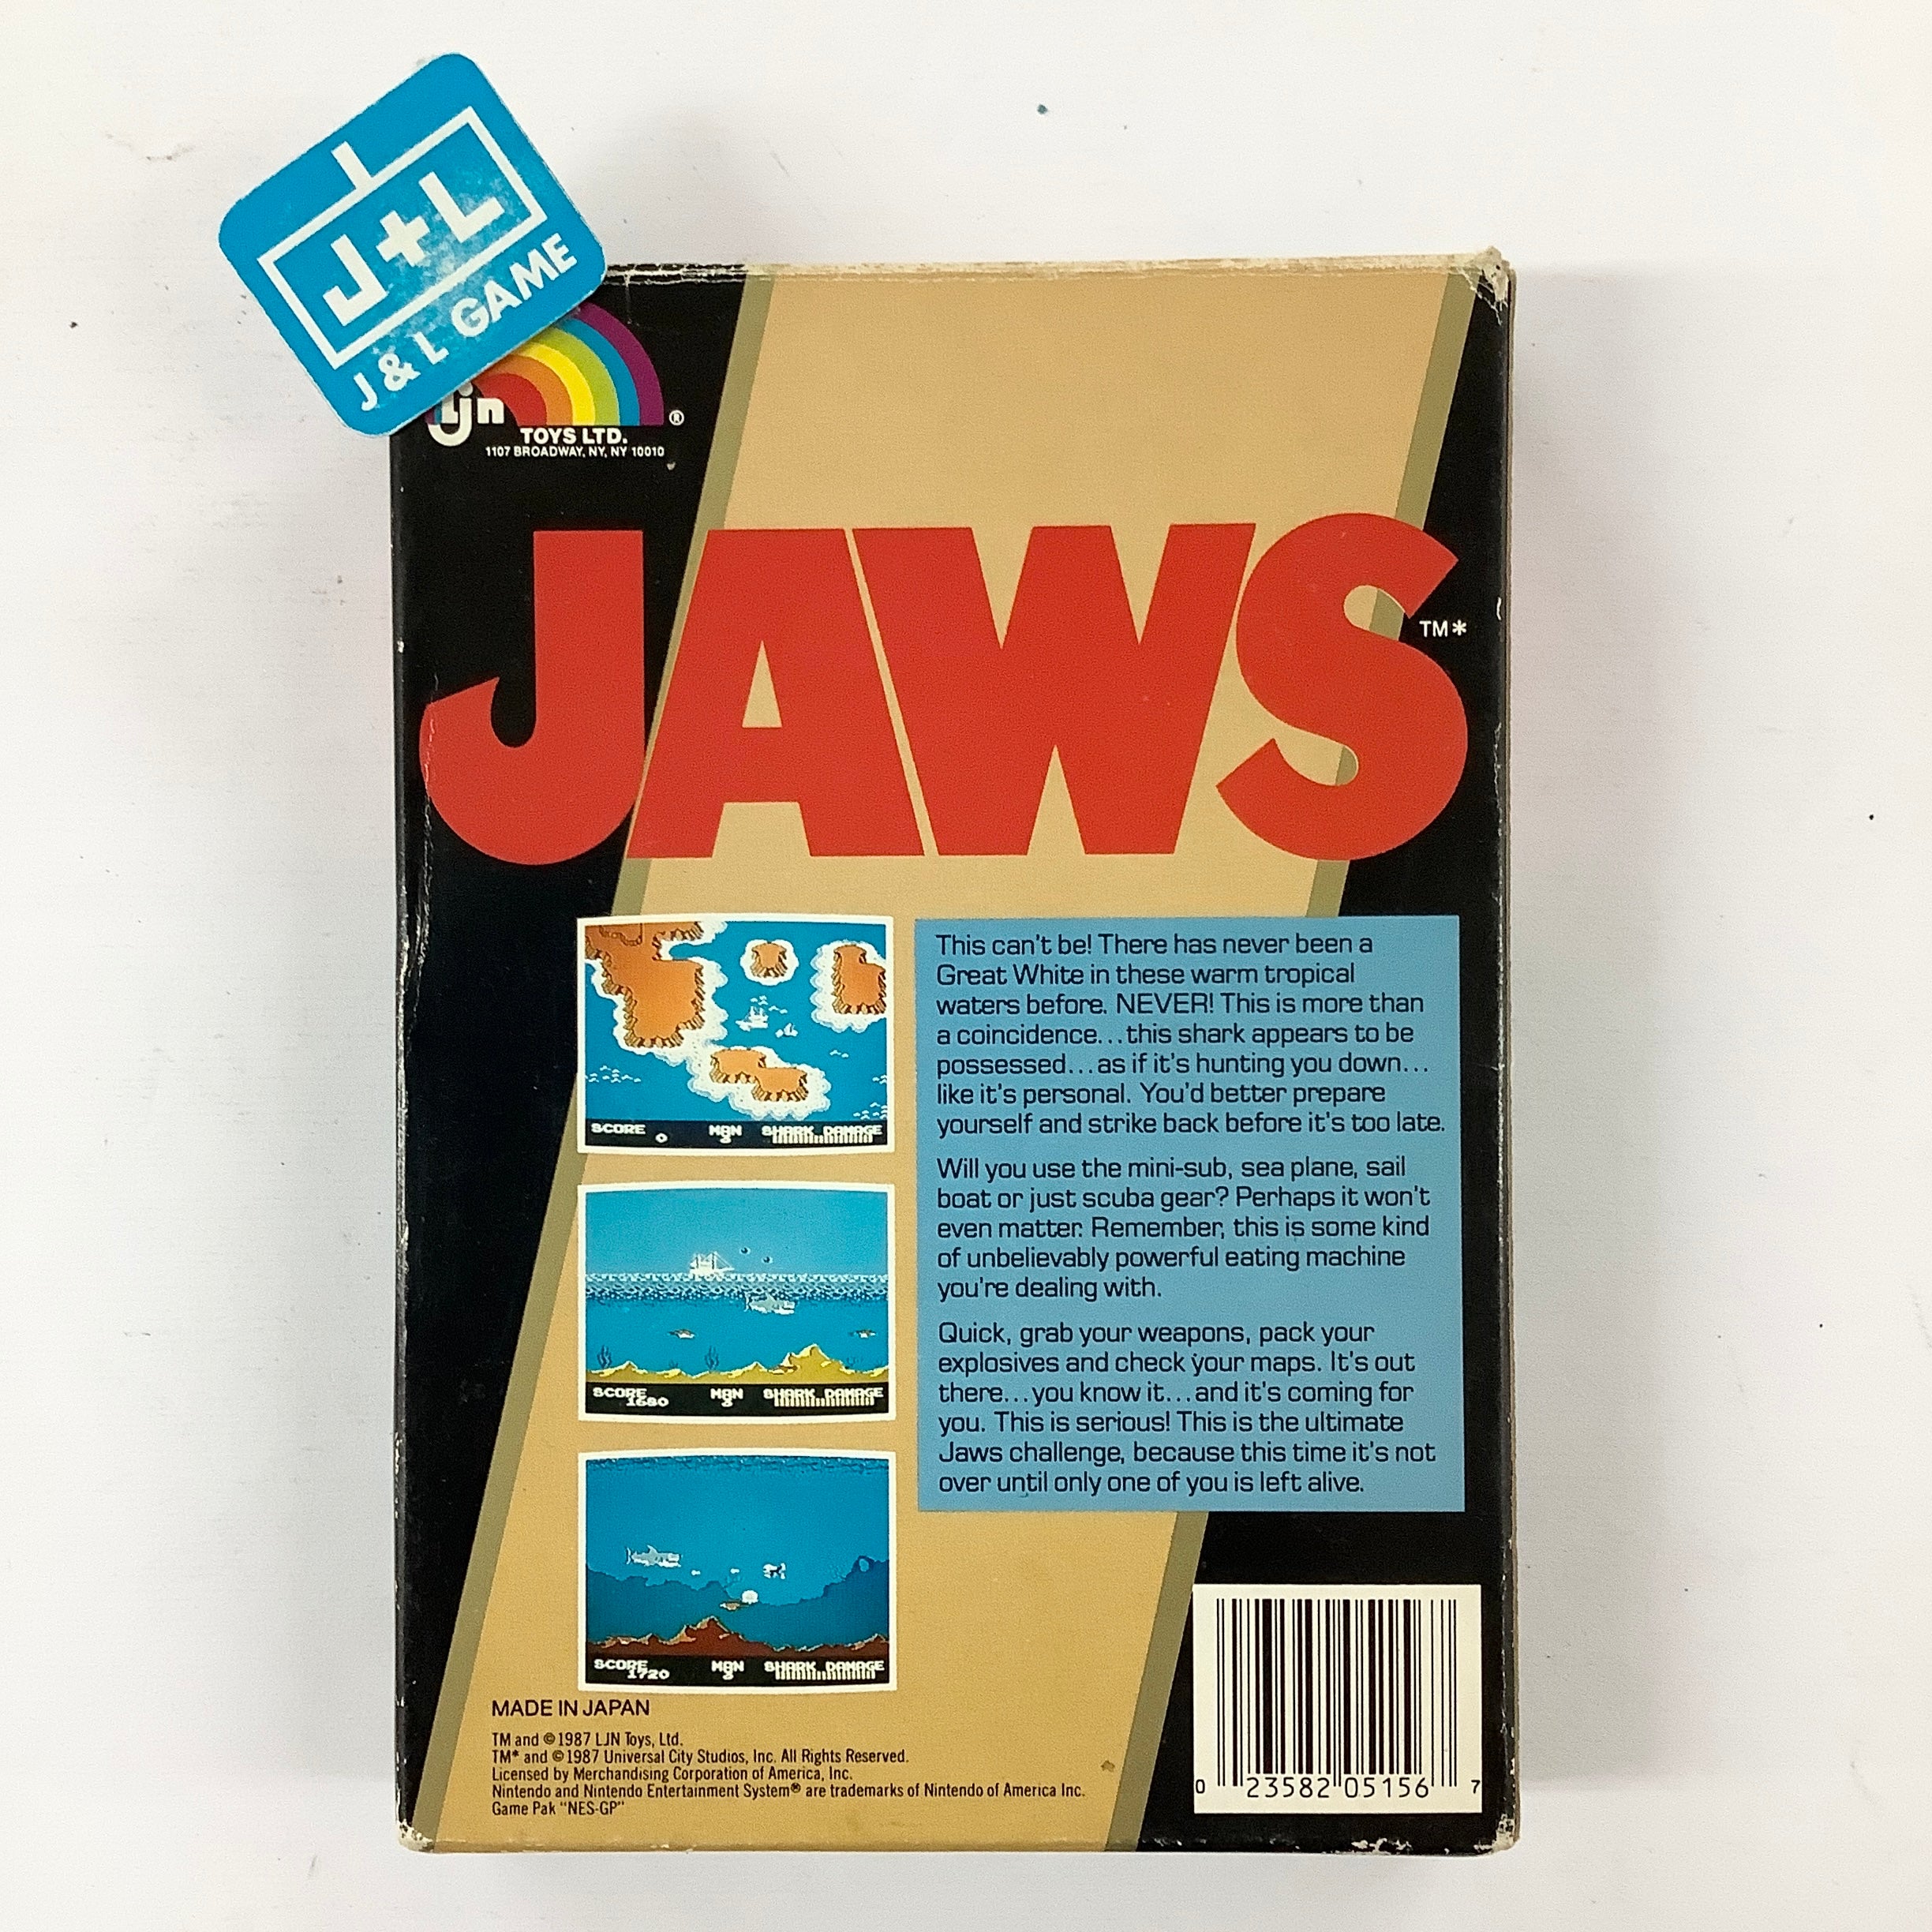 J+L
J & L GAME
Ljn ®
TOYS LTD.
1107 BROADWAY, NY, NY 10010
JAWS
TM*
SCORE MAN SHARK DAMAGE
0 3
This can't be! There has never been a
Great White in these warm tropical
waters before. NEVER! This is more than
a coincidence...this shark appears to be
possessed...as if it's hunting you down...
like it's personal. You'd better prepare
yourself and strike back before it's too late.
Will you use the mini-sub, sea plane, sail
boat or just scuba gear? Perhaps it won't
even matter. Remember, this is some kind
of unbelievably powerful eating machine
you're dealing with.
Quick, grab your weapons, pack your
explosives and check your maps. It's out
there...you know it...and it's coming for
you. This is serious! This is the ultimate
Jaws challenge, because this time it's not
over until only one of you is left alive.
SCORE MAN SHARK DAMAGE
1680 3
SCORE MAN SHARK DAMAGE
1720 3
MADE IN JAPAN
TM and © 1987 LJN Toys, Ltd.
TM* and © 1987 Universal City Studios, Inc. All Rights Reserved.
Licensed by Merchandising Corporation of America, Inc.
Nintendo and Nintendo Entertainment System® are trademarks of Nintendo of America Inc.
Game Pak "NES-GP"
0 23582 05156 7